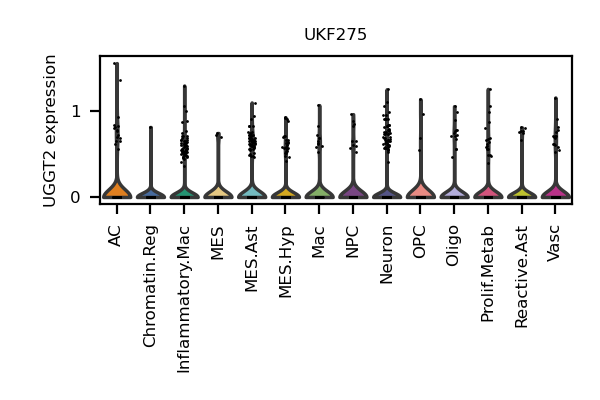 UKF275
UGGT2 expression
1
0
AC
Chromatin.Reg
Inflammatory.Mac
MES
MES.Ast
MES.Hyp
Mac
NPC
Neuron
OPC
Oligo
Prolif.Metab
Reactive.Ast
Vasc